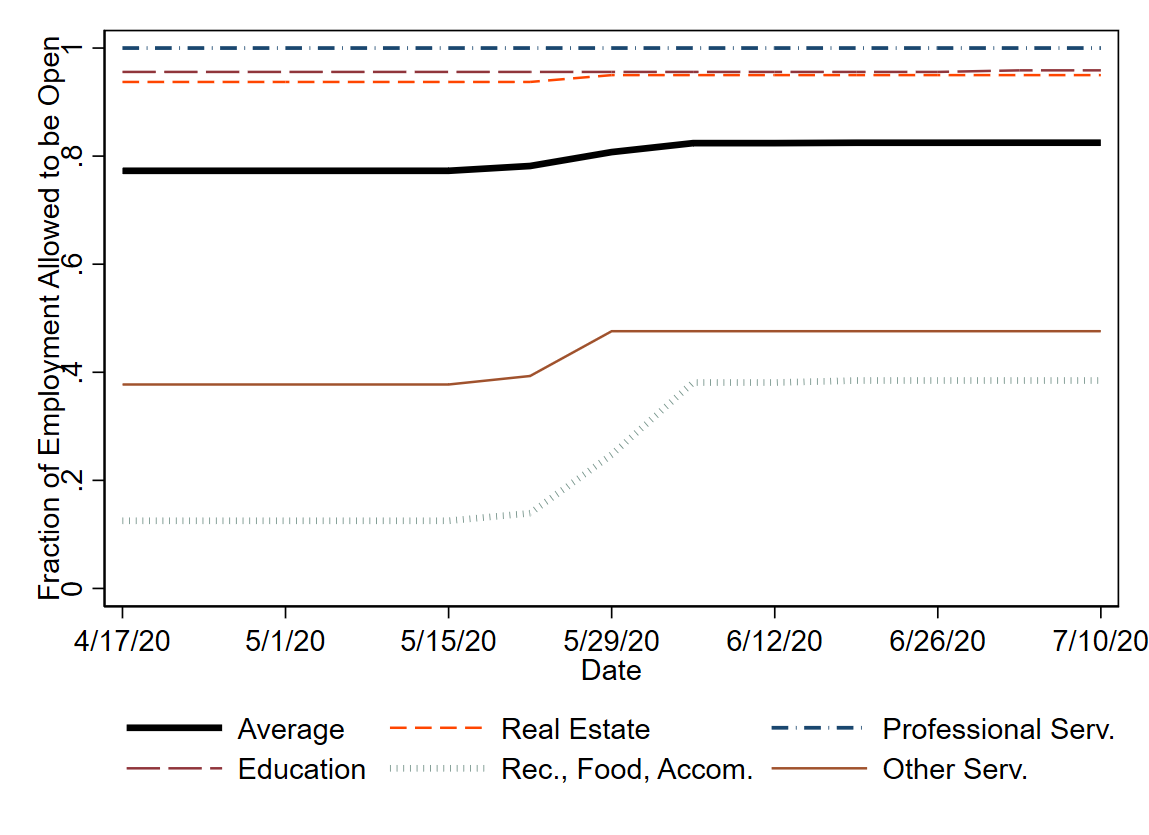 Fraction of Employment Allowed to be Open
1
.8
.6
.4
.2
0
4/17/20 5/1/20 5/15/20 5/29/20 6/12/20 6/26/20 7/10/20
Date
Average Real Estate Professional Serv.
Education Rec., Food, Accom. Other Serv.